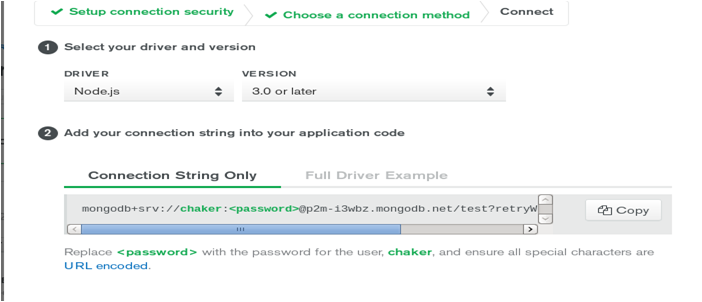 ✔ Setup connection security
✔ Choose a connection method
Connect
1 Select your driver and version
DRIVER VERSION
Node.js 3.0 or later
2 Add your connection string into your application code
Connection String Only Full Driver Example
mongodb+srv://chaker:<password>@p2m-i3wbz.mongodb.net/test?retryW
Copy
Replace <password> with the password for the user, chaker, and ensure all special characters are
URL encoded.